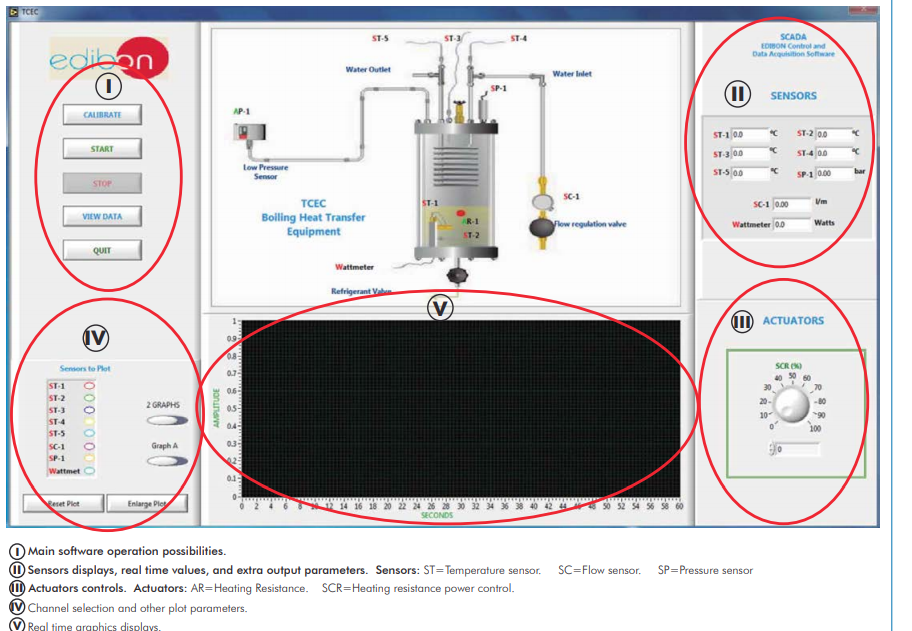 TCEC
edibon
I
CALIBRATE
START
STOP
VIEW DATA
QUIT
ST-5
ST-3
ST-4
Water Outlet
Water Inlet
SP-1
AP-1
Low Pressure
Sensor
TCEC
Boiling Heat Transfer
Equipment
ST-1
AR-1
ST-2
SC-1
Flow regulation valve
Wattmeter
Refrigerant Valve
SCADA
EDIBON Control and
Data Acquisition Software
II
SENSORS
ST-1 0.0 ºC ST-2 0.0 ºC
ST-3 0.0 ºC ST-4 0.0 ºC
ST-5 0.0 ºC SP-1 0.00 bar
SC-1 0.00 l/m
Wattmeter 0.0 Watts
IV
Sensors to Plot
ST-1
ST-2
ST-3
ST-4
ST-5
SC-1
SP-1
Wattmet
2 GRAPHS
Graph A
Reset Plot
Enlarge Plot
V
AMPLITUDE
1
0.9
0.8
0.7
0.6
0.5
0.4
0.3
0.2
0.1
0
0 2 4 6 8 10 12 14 16 18 20 22 24 26 28 30 32 34 36 38 40 42 44 46 48 50 52 54 56 58 60
SECONDS
III
ACTUATORS
SCR (%)
0 10 20 30 40 50 60 70 80 90 100
0
I Main software operation possibilities.
II Sensors displays, real time values, and extra output parameters. Sensors: ST=Temperature sensor. SC=Flow sensor. SP=Pressure sensor
III Actuators controls. Actuators: AR=Heating Resistance. SCR=Heating resistance power control.
IV Channel selection and other plot parameters.
V Real time graphics displays.